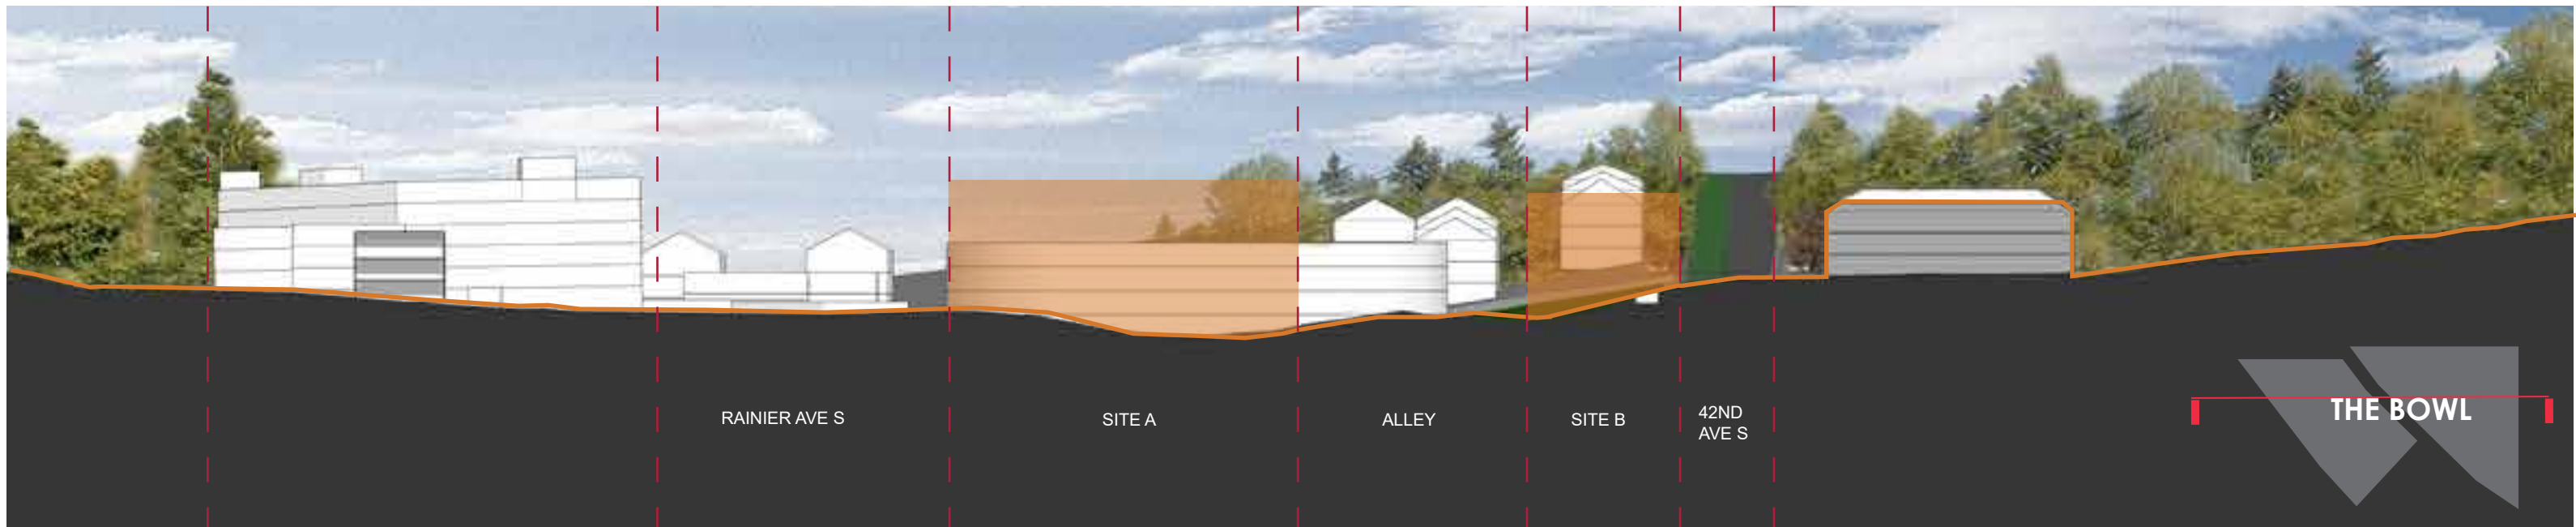 RAINIER AVE S
SITE A
ALLEY
SITE B
42ND
AVE S
THE BOWL